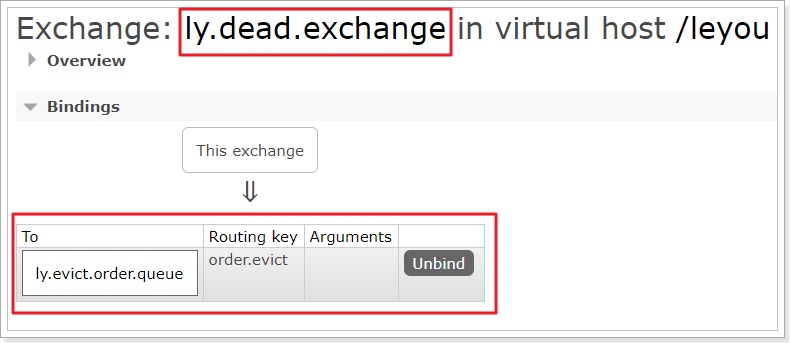 Exchange: ly.dead.exchange in virtual host /leyou
Overview
Bindings
This exchange
⇓
To Routing key Arguments
ly.evict.order.queue order.evict Unbind